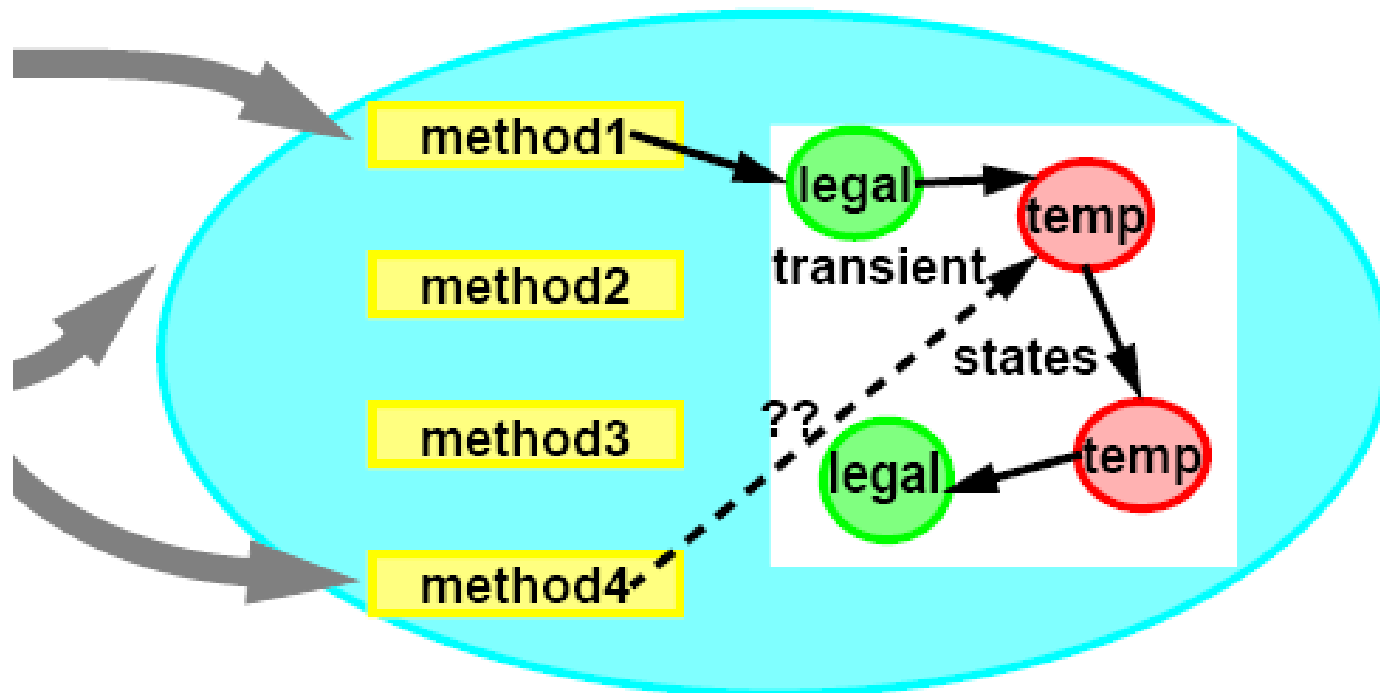 method1
legal
temp
transient
method2
states
method3
??
legal
temp
method4